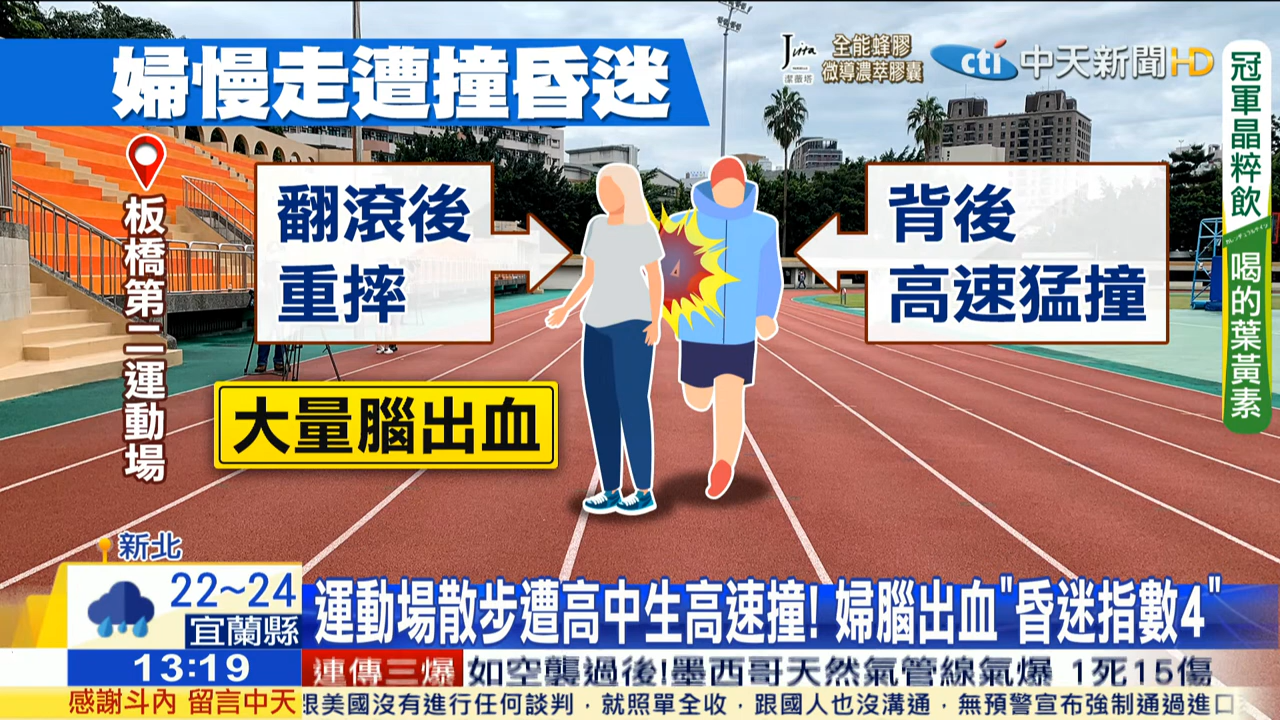 婦慢走遭撞昏迷
Jvita
潔薇塔
全能蜂膠
微導濃萃膠囊
cti 中天新聞HD
冠軍晶粹飲
喝的葉黃素
板橋第二運動場
翻滾後
重摔
背後
高速猛撞
大量腦出血
新北
22~24
宜蘭縣
13:19
運動場散步遭高中生高速撞! 婦腦出血"昏迷指數4"
連傳三爆
如空襲過後!墨西哥天然氣管線氣爆 1死15傷
感謝斗內 留言中天
跟美國沒有進行任何談判,就照單全收,跟國人也沒溝通,無預警宣布強制通過進口